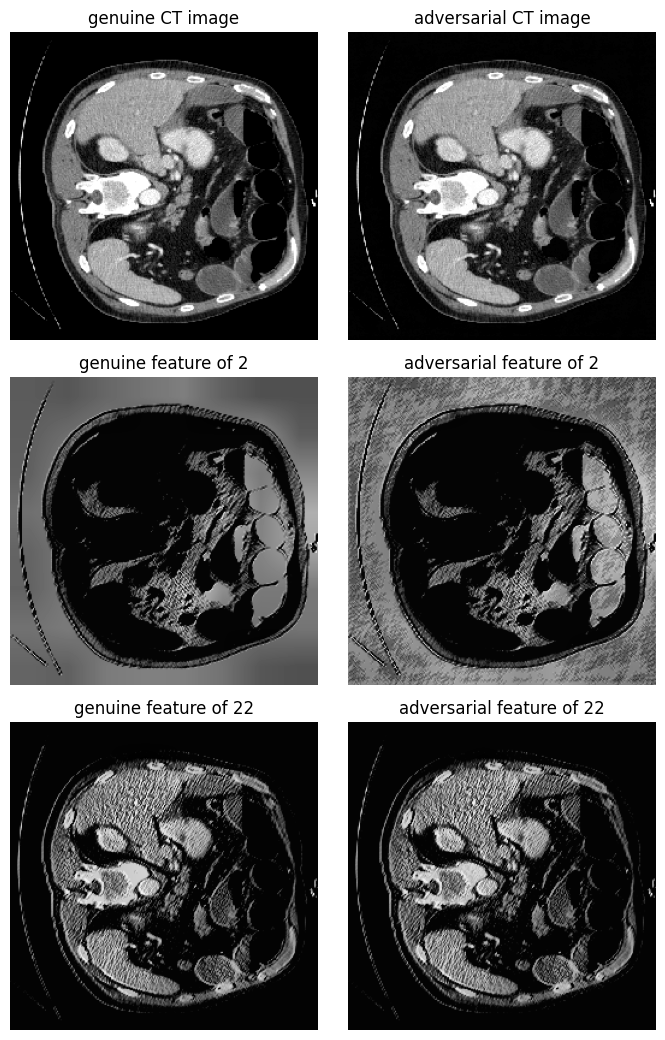 genuine CT image
adversarial CT image
genuine feature of 2
adversarial feature of 2
genuine feature of 22
adversarial feature of 22